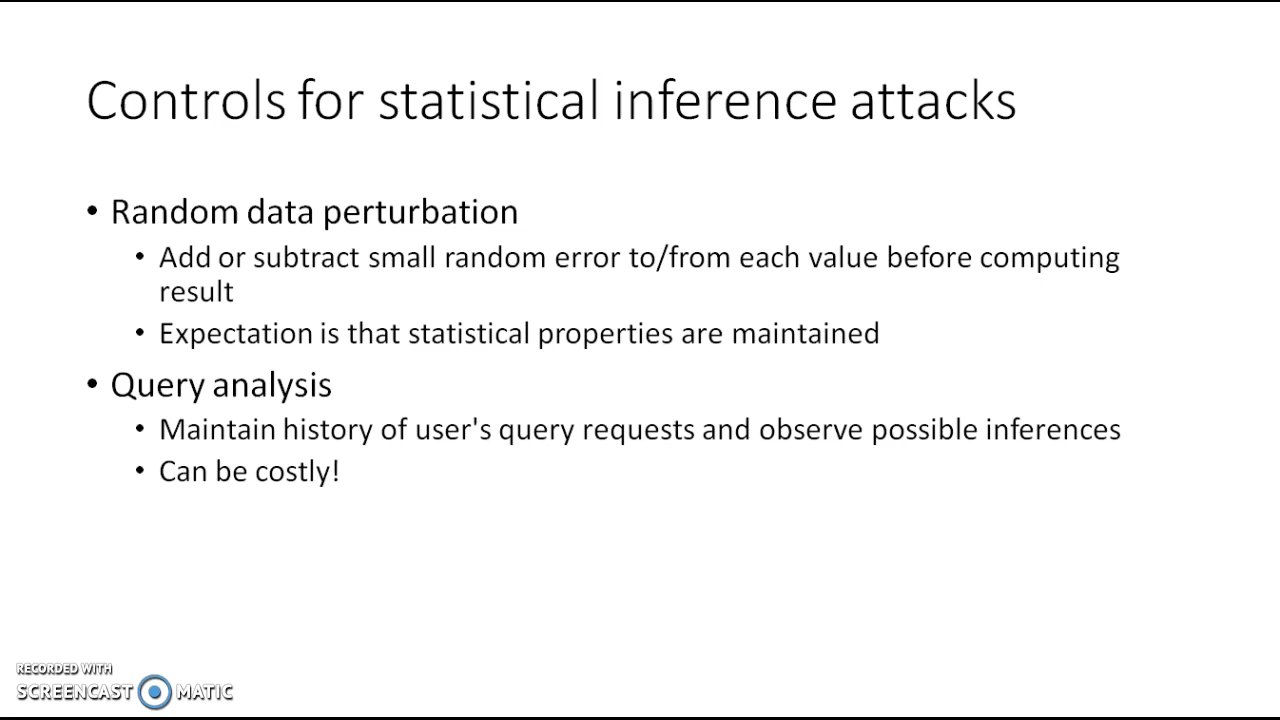 Controls for statistical inference attacks
• Random data perturbation
• Add or subtract small random error to/from each value before computing
result
• Expectation is that statistical properties are maintained
• Query analysis
• Maintain history of user's query requests and observe possible inferences
• Can be costly!
RECORDED WITH
SCREENCAST MATIC